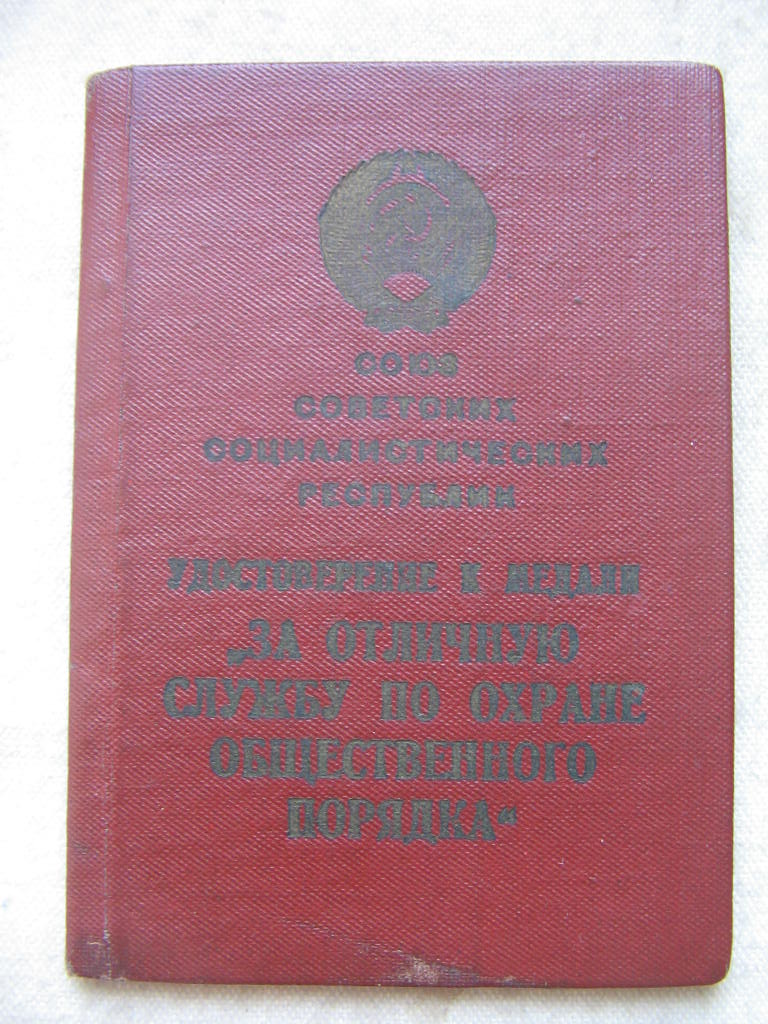 СОЮЗ
СОВЕТСКИХ
СОЦИАЛИСТИЧЕСКИХ
РЕСПУБЛИК
УДОСТОВЕРЕНИЕ К МЕДАЛИ
„ЗА ОТЛИЧНУЮ
СЛУЖБУ ПО ОХРАНЕ
ОБЩЕСТВЕННОГО
ПОРЯДКА“